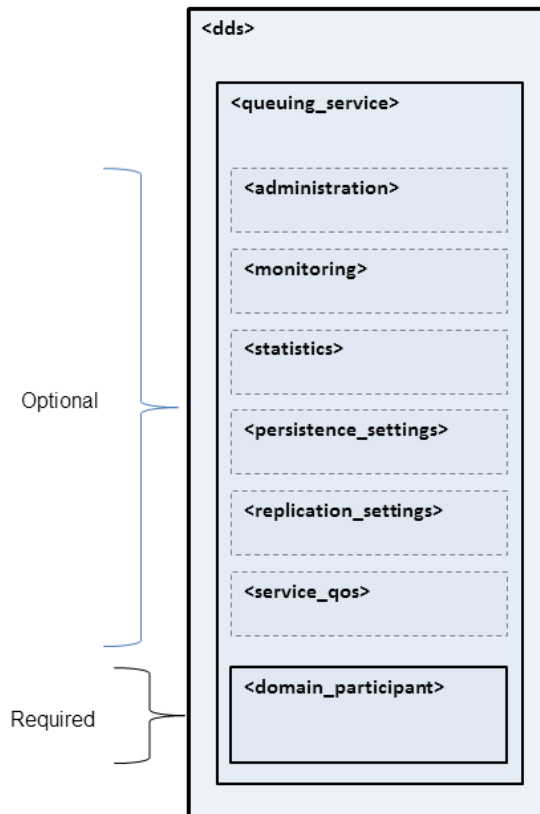 <dds>
<queuing_service>
<administration>
<monitoring>
<statistics>
Optional
<persistence_settings>
<replication_settings>
<service_qos>
<domain_participant>
Required